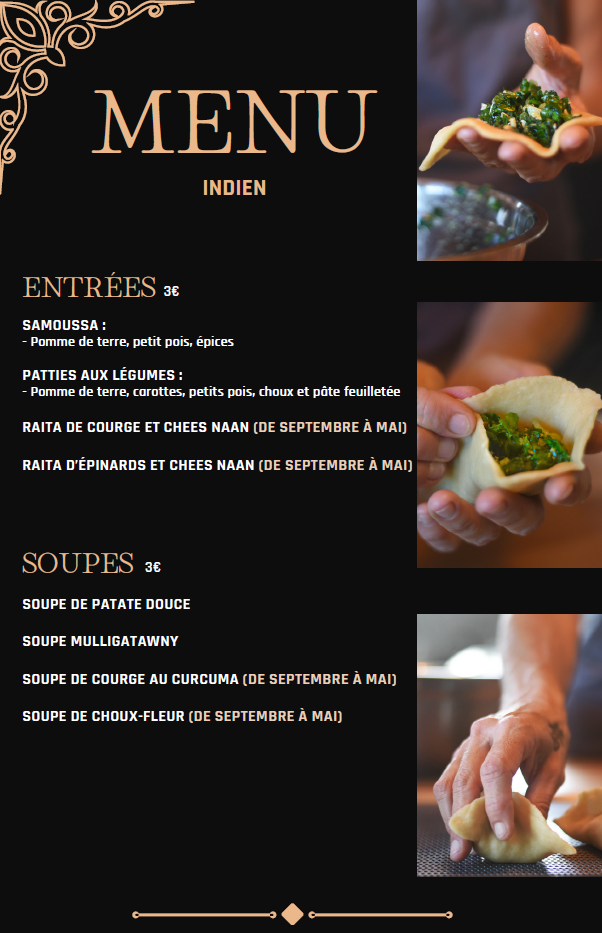 MENU
INDIEN
ENTRÉES 3€
SAMOUSSA :
- Pomme de terre, petit pois, épices
PATTIES AUX LÉGUMES :
- Pomme de terre, carottes, petits pois, choux et pâte feuilletée
RAITA DE COURGE ET CHEES NAAN (DE SEPTEMBRE À MAI)
RAITA D'ÉPINARDS ET CHEES NAAN (DE SEPTEMBRE À MAI)
SOUPES 3€
SOUPE DE PATATE DOUCE
SOUPE MULLIGATAWNY
SOUPE DE COURGE AU CURCUMA (DE SEPTEMBRE À MAI)
SOUPE DE CHOUX-FLEUR (DE SEPTEMBRE À MAI)